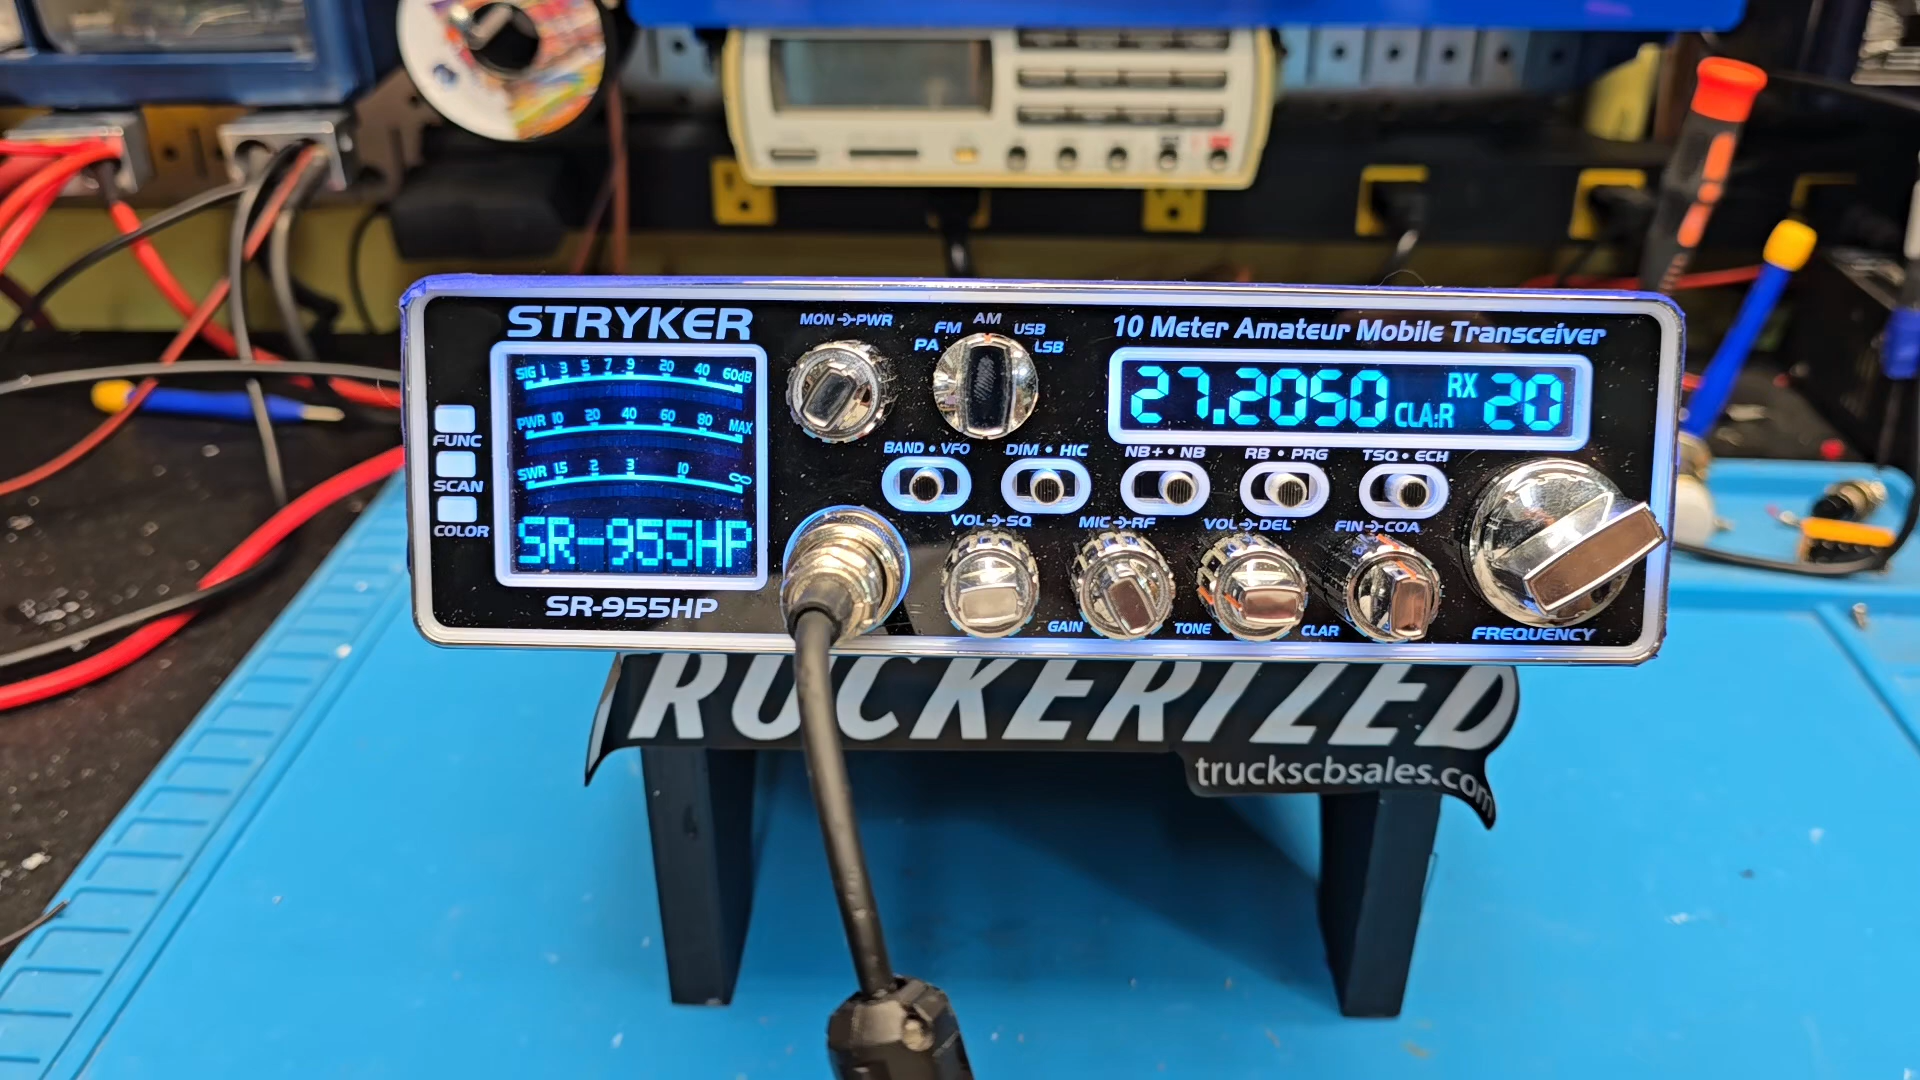 STRYKER
SIG 1 3 5 7 9 20 40 60dB
PWR 10 20 40 60 80 MAX
SWR 1.5 2 3 10 ∞
SR-955HP
SR-955HP
FUNC
SCAN
COLOR
MON PWR
PA FM AM USB LSB
10 Meter Amateur Mobile Transceiver
27.2050 CLA:R RX 20
BAND • VFO DIM • HIC NB+ • NB RB • PRG TSQ • ECH
VOL SQ MIC RF VOL DEL FIN COA
GAIN TONE CLAR FREQUENCY
RUCKERIZED
truckscbsales.com